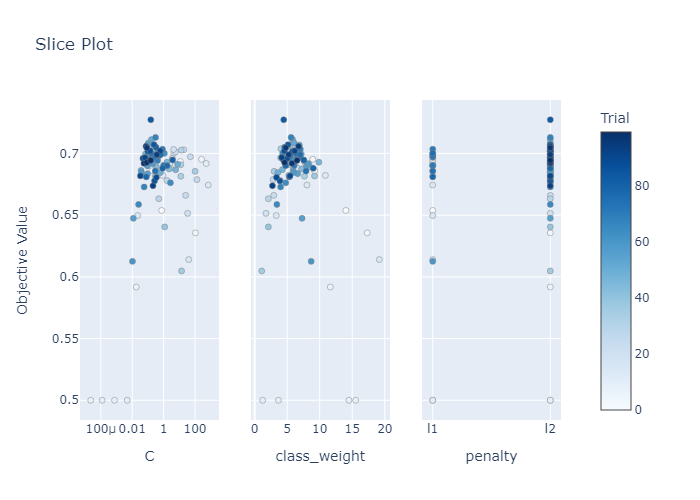 Slice Plot
Trial
Objective Value
0.7
0.65
0.6
0.55
0.5
100μ 0.01 1 100
C
0 5 10 15 20
class_weight
l1 l2
penalty
80
60
40
20
0